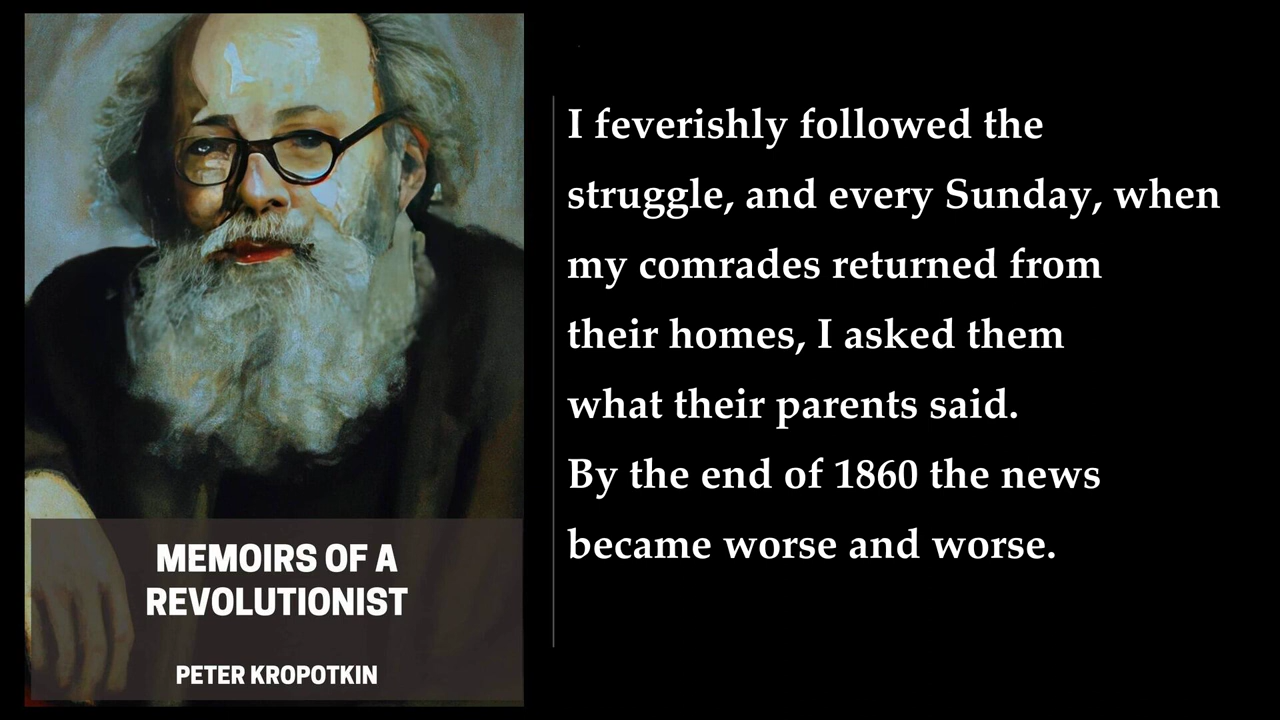 MEMOIRS OF A
REVOLUTIONIST
PETER KROPOTKIN
I feverishly followed the
struggle, and every Sunday, when
my comrades returned from
their homes, I asked them
what their parents said.
By the end of 1860 the news
became worse and worse.